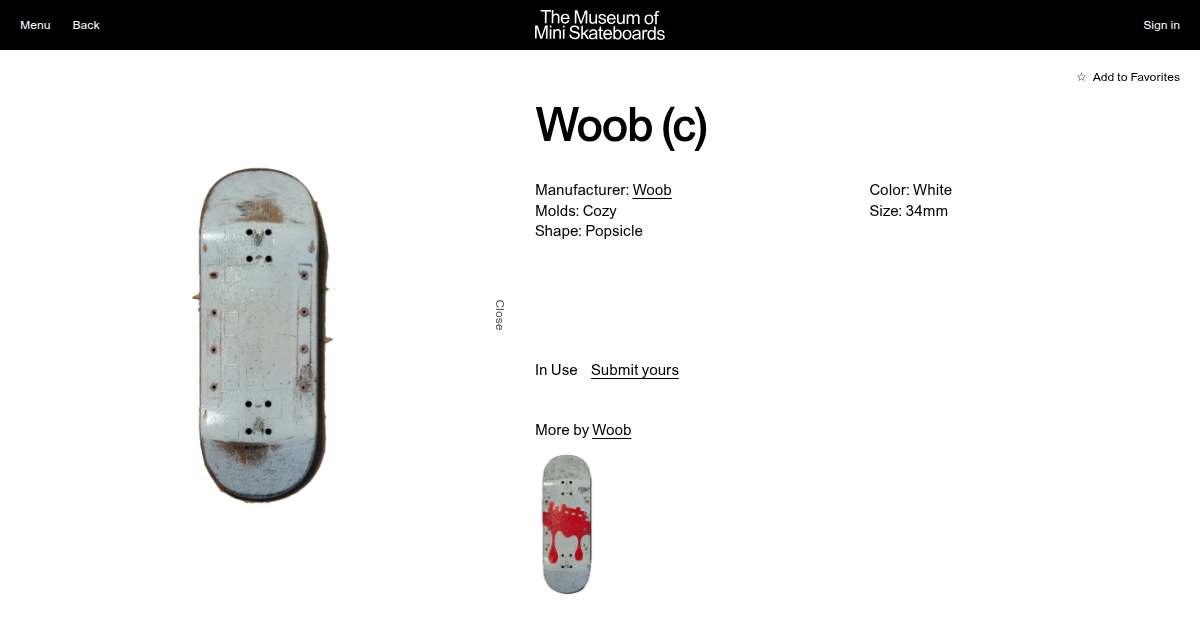 Menu
Back
The Museum of
Mini Skateboards
Sign in
☆ Add to Favorites
Woob (c)
Manufacturer: Woob
Molds: Cozy
Shape: Popsicle
Color: White
Size: 34mm
Close
In Use
Submit yours
More by Woob